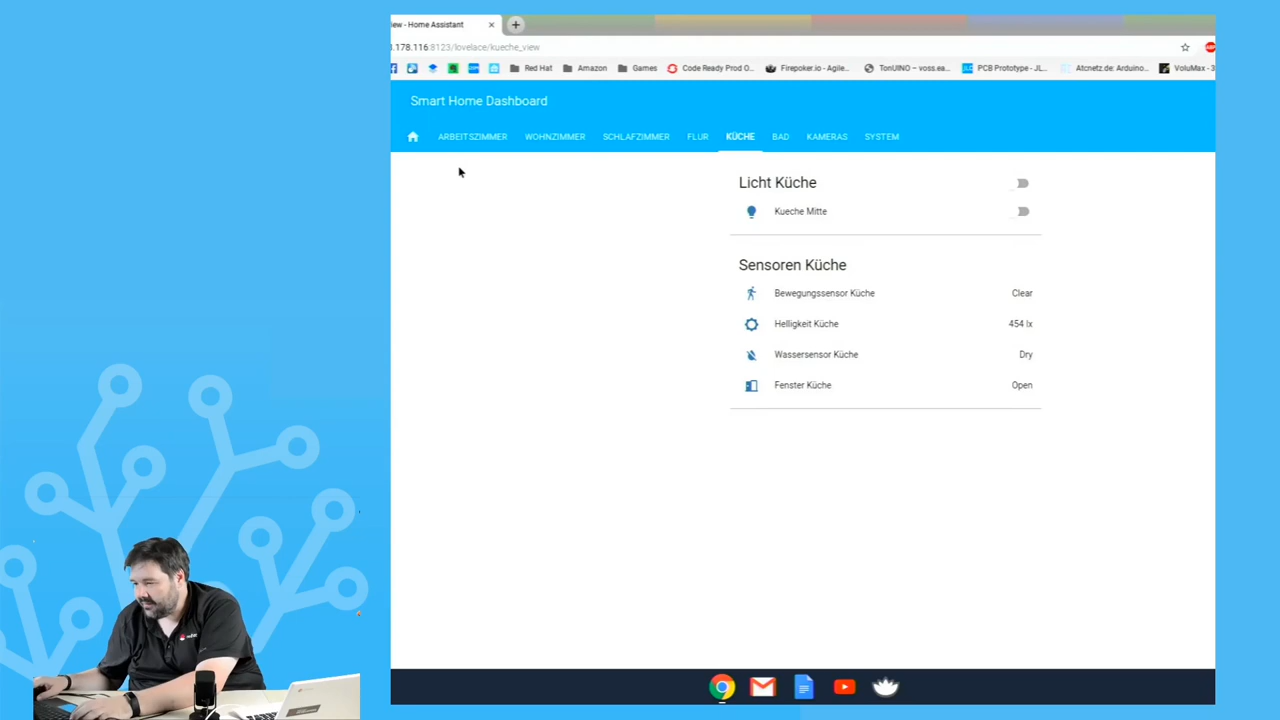 iew - Home Assistant
.178.116:8123/lovelace/kueche_view
Red Hat Amazon Games Code Ready Prod O... Firepoker.io - Agile... TonUINO – voss.ea... PCB Prototype - JL... Atcnetz.de: Arduino... VoluMax - 3
Smart Home Dashboard
ARBEITSZIMMER WOHNZIMMER SCHLAFZIMMER FLUR KÜCHE BAD KAMERAS SYSTEM
Licht Küche
Kueche Mitte
Sensoren Küche
Bewegungssensor Küche Clear
Helligkeit Küche 454 lx
Wassersensor Küche Dry
Fenster Küche Open